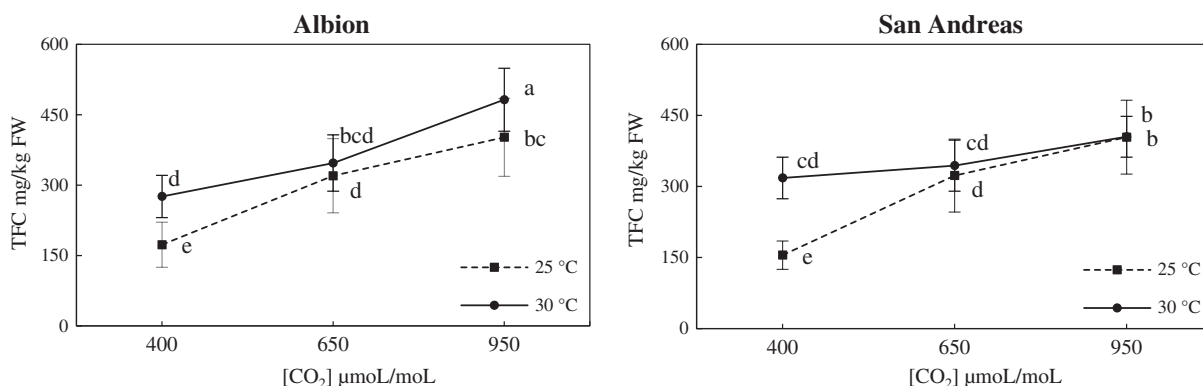 Albion
TFC mg/kg FW
600
450
300
150
0
a
bcd
bc
d
d
e
25 °C
30 °C
400
650
950
[CO₂] µmoL/moL
San Andreas
TFC mg/kg FW
600
450
300
150
0
b
cd
cd
b
d
e
25 °C
30 °C
400
650
950
[CO₂] µmoL/moL